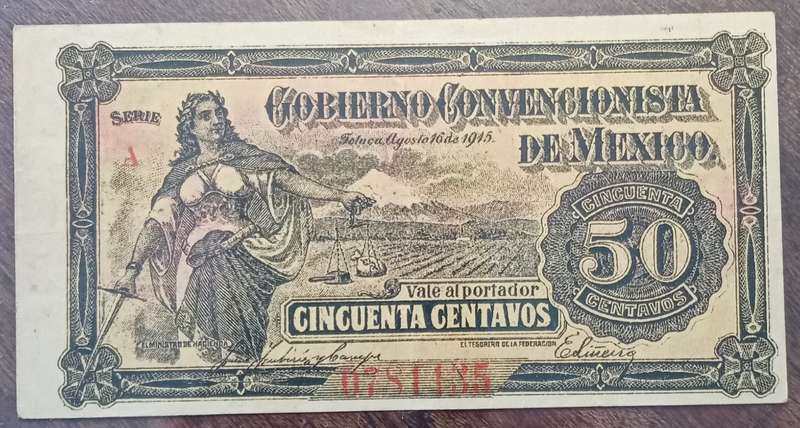 SERIE
A
GOBIERNO CONVENCIONISTA
DE MEXICO.
Toluca, Agosto 16 de 1915.
CINCUENTA
50
CENTAVOS
Vale al portador
CINCUENTA CENTAVOS
EL MINISTRO DE HACIENDA
EL TESORERO DE LA FEDERACION